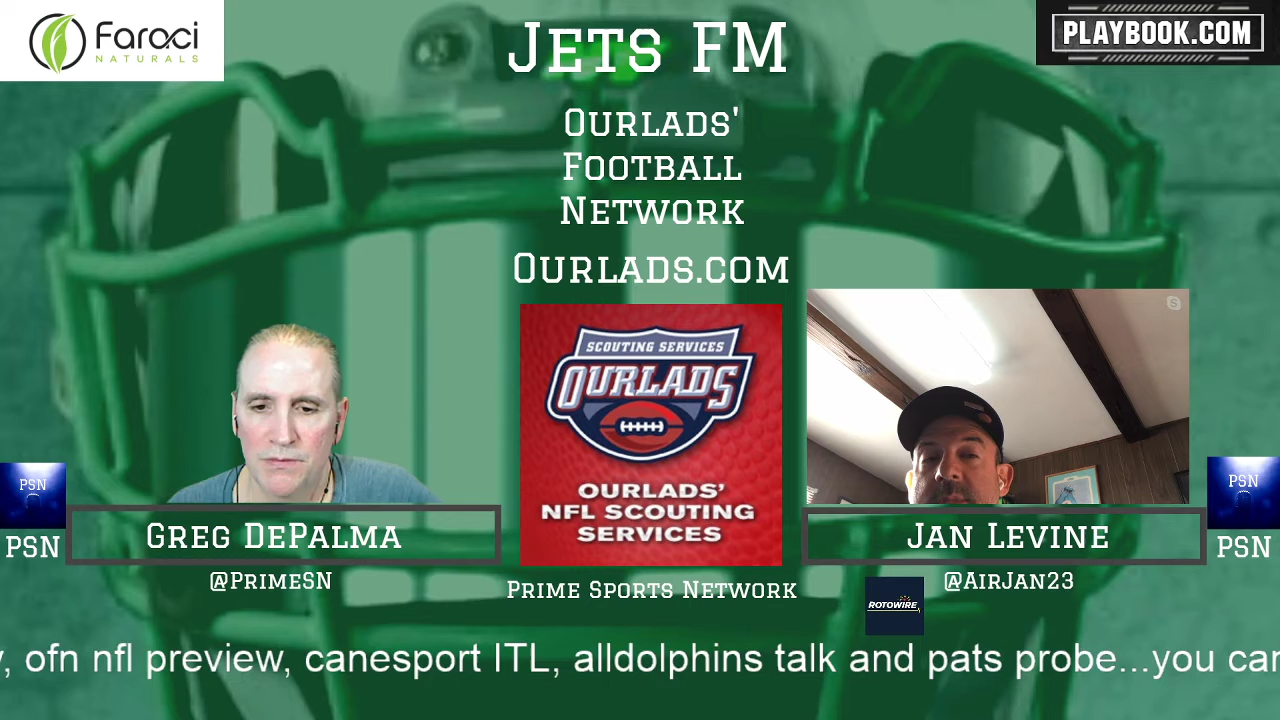 Faraci
NATURALS
JETS FM
PLAYBOOK.COM
OURLADS'
FOOTBALL
NETWORK
OURLADS.COM
SCOUTING SERVICES
OURLADS
OURLADS'
NFL SCOUTING
SERVICES
PSN
PSN
GREG DEPALMA
@PRIMESN
PRIME SPORTS NETWORK
PSN
PSN
JAN LEVINE
@AIRJAN23
ROTOWIRE
, ofn nfl preview, canesport ITL, alldolphins talk and pats probe...you can